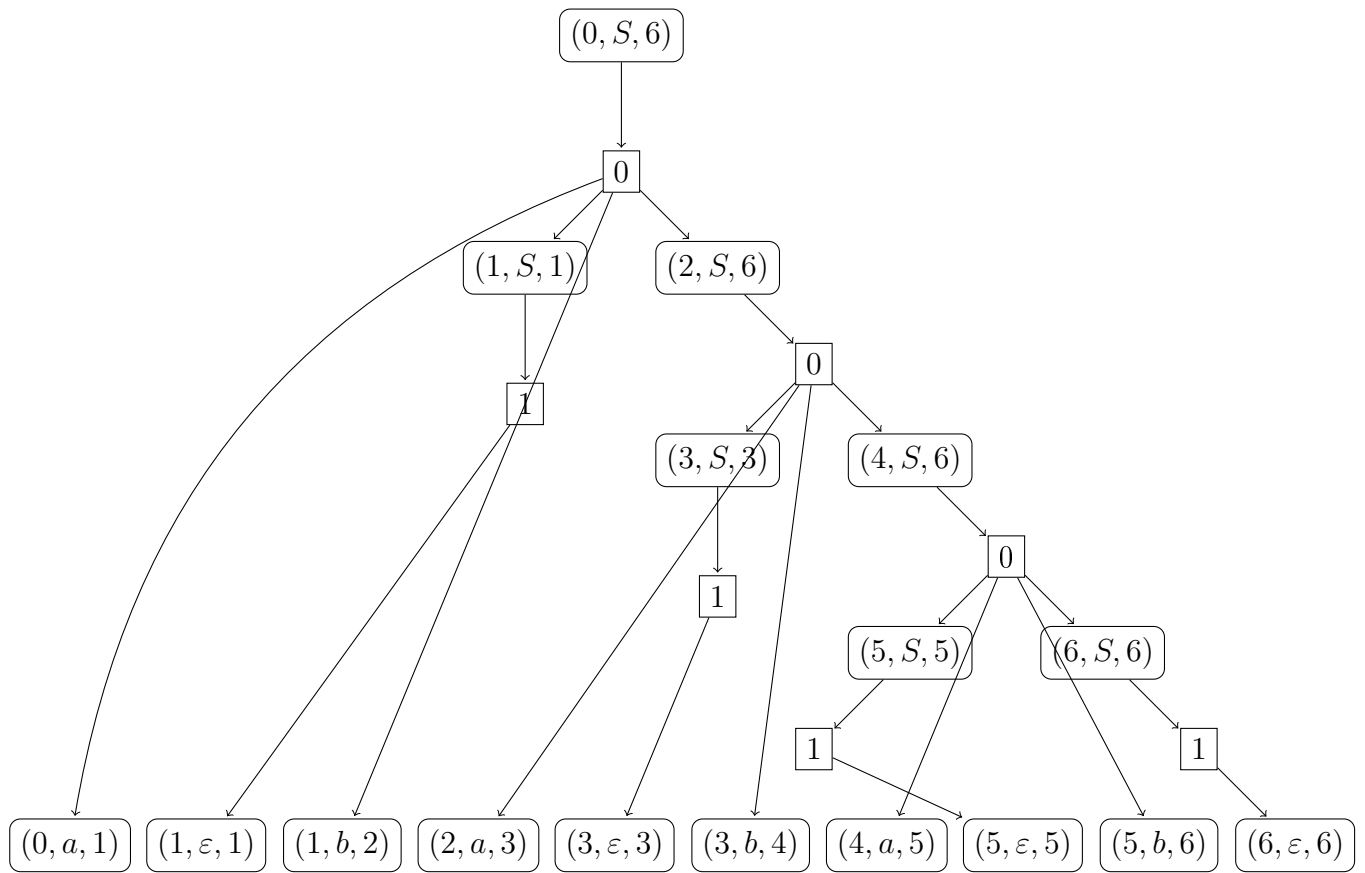 (0, S, 6)
0
(1, S, 1) (2, S, 6)
0
1
(3, S, 3) (4, S, 6)
0
1
(5, S, 5) (6, S, 6)
1 1
(0, a, 1) (1, ε, 1) (1, b, 2) (2, a, 3) (3, ε, 3) (3, b, 4) (4, a, 5) (5, ε, 5) (5, b, 6) (6, ε, 6)